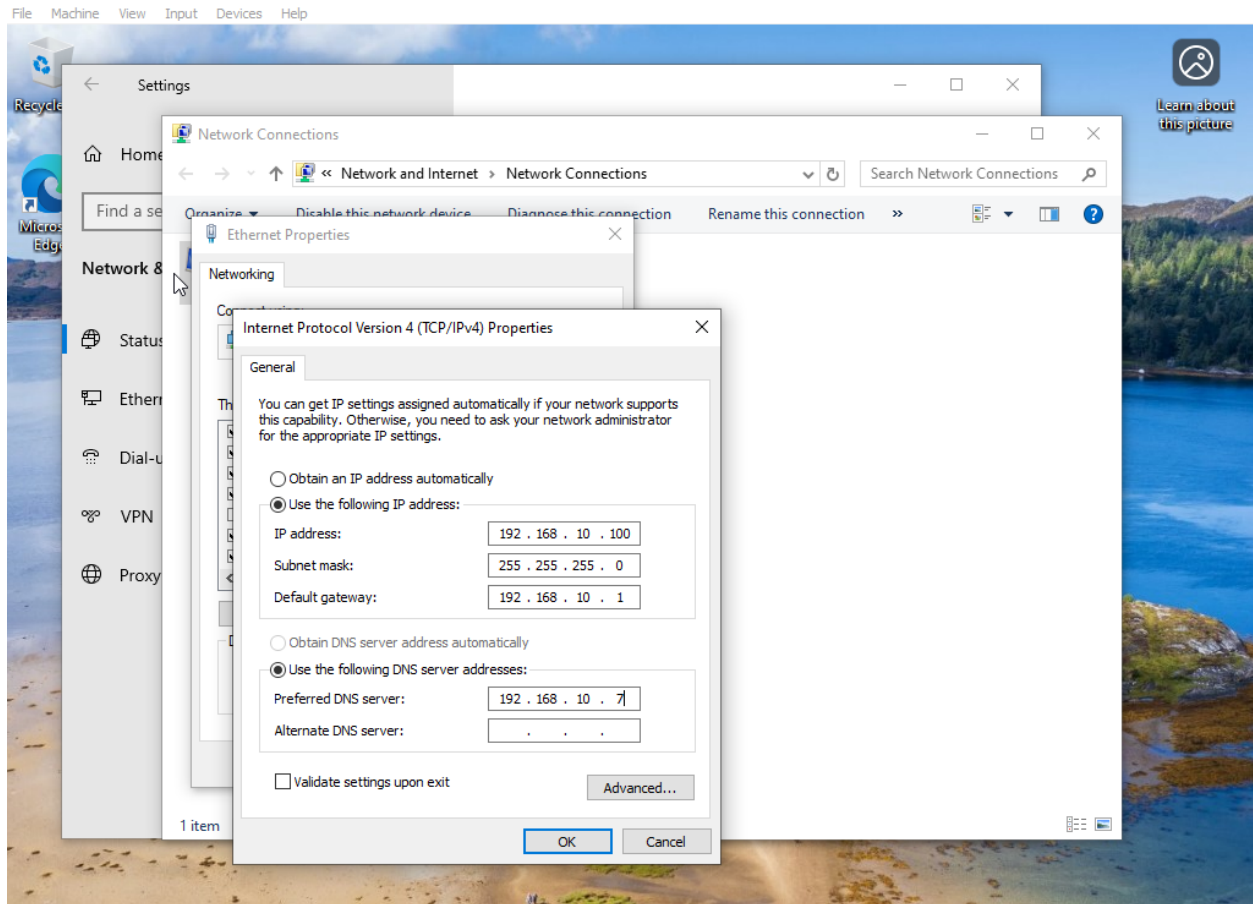 File Machine View Input Devices Help
Settings
Learn about
this picture
Network Connections
Home
Network and Internet Network Connections
Search Network Connections
Find a se
Organize Disable this network device Diagnose this connection Rename this connection »
Ethernet Properties
Edge
Network &
Networking
Internet Protocol Version 4 (TCP/IPv4) Properties
Status
General
Ethern
You can get IP settings assigned automatically if your network supports
this capability. Otherwise, you need to ask your network administrator
for the appropriate IP settings.
Dial-u
Obtain an IP address automatically
Use the following IP address:
VPN
IP address: 192 . 168 . 10 . 100
Subnet mask: 255 . 255 . 255 . 0
Proxy
Default gateway: 192 . 168 . 10 . 1
Obtain DNS server address automatically
Use the following DNS server addresses:
Preferred DNS server: 192 . 168 . 10 . 7
Alternate DNS server: . . .
Validate settings upon exit
Advanced...
1 item
OK Cancel